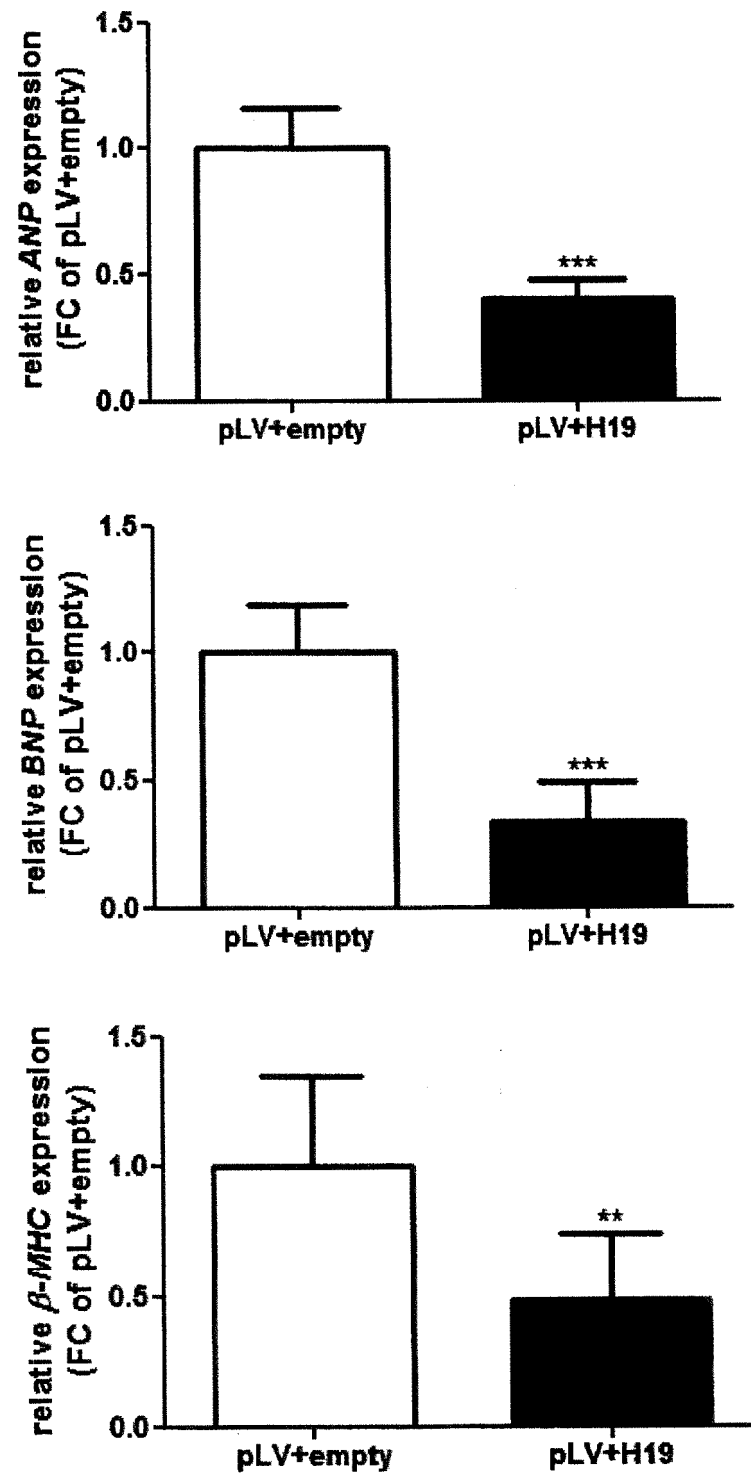 relative ANP expression
(FC of pLV+empty)
1.5
1.0
0.5
0.0
***
pLV+empty
pLV+H19
relative BNP expression
(FC of pLV+empty)
1.5
1.0
0.5
0.0
***
pLV+empty
pLV+H19
relative β-MHC expression
(FC of pLV+empty)
1.5
1.0
0.5
0.0
**
pLV+empty
pLV+H19